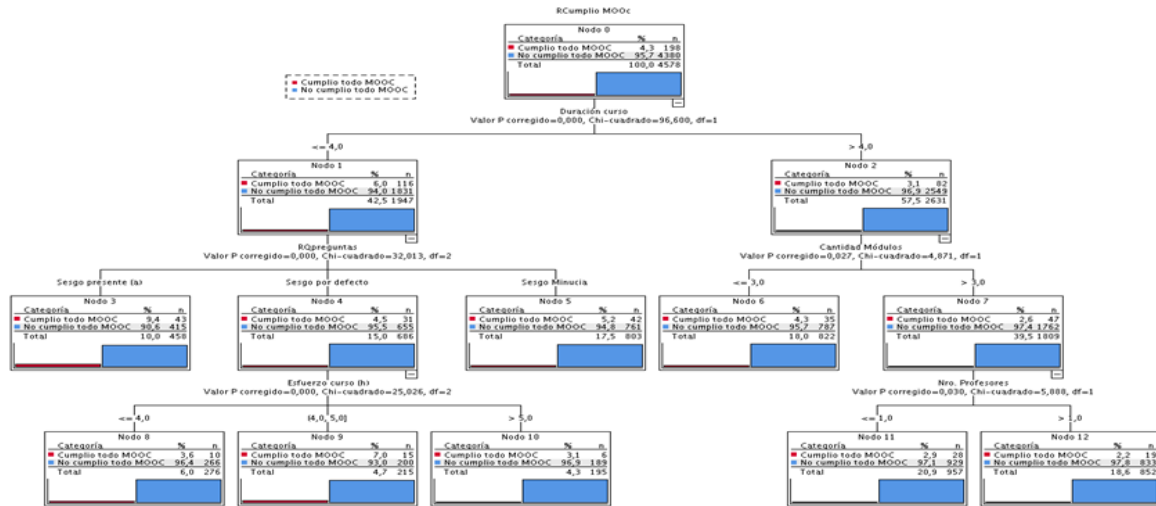 RCumplio MOOc
Nodo 0
Categoría % n
Cumplio todo MOOC 4,3 198
No cumplio todo MOOC 95,7 4380
Total 100,0 4578
Cumplio todo MOOC
No cumplio todo MOOC
Duración curso
Valor P corregido=0,000, Chi-cuadrado=96,600, df=1
<= 4,0
> 4,0
Nodo 1
Categoría % n
Cumplio todo MOOC 6,0 116
No cumplio todo MOOC 94,0 1831
Total 42,5 1947
Nodo 2
Categoría % n
Cumplio todo MOOC 3,1 82
No cumplio todo MOOC 96,9 2549
Total 57,5 2631
RQpreguntas
Valor P corregido=0,000, Chi-cuadrado=32,013, df=2
Cantidad Módulos
Valor P corregido=0,027, Chi-cuadrado=4,871, df=1
Sesgo presente (a)
Sesgo por defecto
Sesgo Minucia
<= 3,0
> 3,0
Nodo 3
Categoría % n
Cumplio todo MOOC 9,4 43
No cumplio todo MOOC 90,6 415
Total 10,0 458
Nodo 4
Categoría % n
Cumplio todo MOOC 4,5 31
No cumplio todo MOOC 95,5 655
Total 15,0 686
Nodo 5
Categoría % n
Cumplio todo MOOC 5,2 42
No cumplio todo MOOC 94,8 761
Total 17,5 803
Nodo 6
Categoría % n
Cumplio todo MOOC 4,3 35
No cumplio todo MOOC 95,7 787
Total 18,0 822
Nodo 7
Categoría % n
Cumplio todo MOOC 2,6 47
No cumplio todo MOOC 97,4 1762
Total 39,5 1809
Esfuerzo curso (h)
Valor P corregido=0,000, Chi-cuadrado=25,026, df=2
Nro. Profesores
Valor P corregido=0,030, Chi-cuadrado=5,888, df=1
<= 4,0
[4,0, 5,0]
> 5,0
<= 1,0
> 1,0
Nodo 8
Categoría % n
Cumplio todo MOOC 3,6 10
No cumplio todo MOOC 96,4 266
Total 6,0 276
Nodo 9
Categoría % n
Cumplio todo MOOC 7,0 15
No cumplio todo MOOC 93,0 200
Total 4,7 215
Nodo 10
Categoría % n
Cumplio todo MOOC 3,1 6
No cumplio todo MOOC 96,9 189
Total 4,3 195
Nodo 11
Categoría % n
Cumplio todo MOOC 2,9 28
No cumplio todo MOOC 97,1 929
Total 20,9 957
Nodo 12
Categoría % n
Cumplio todo MOOC 2,2 19
No cumplio todo MOOC 97,8 833
Total 18,6 852